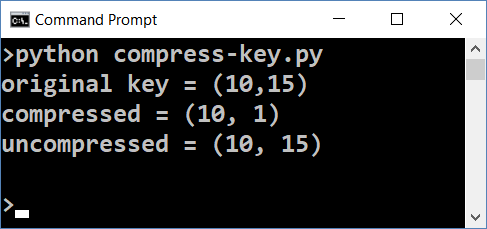 Command Prompt
>python compress-key.py
original key = (10,15)
compressed = (10, 1)
uncompressed = (10, 15)
>